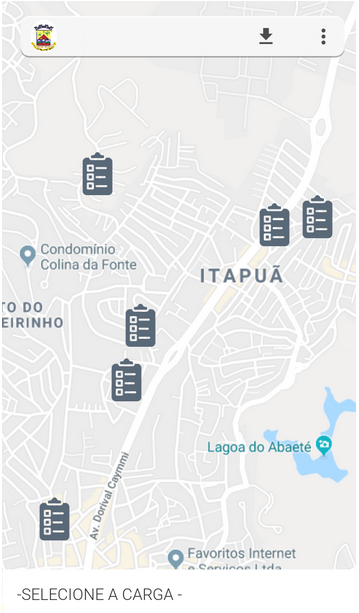 Condomínio
Colina da Fonte
ITAPUÃ
TO DO
EIRINHO
Lagoa do Abaeté
Av. Dorival Caymmi
Favoritos Internet
e Serviços Ltda
-SELECIONE A CARGA -